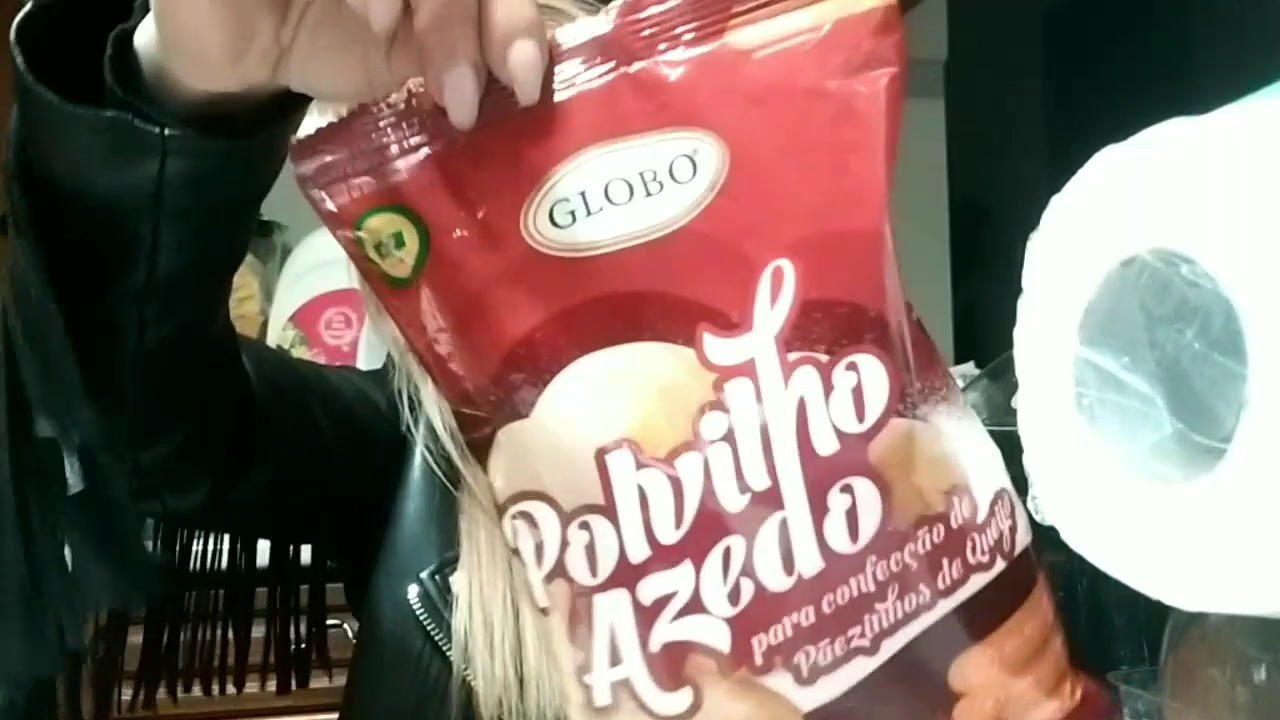 GLOBO
Polvilho
Azedo
para confecção de
Pãezinhos de Queijo